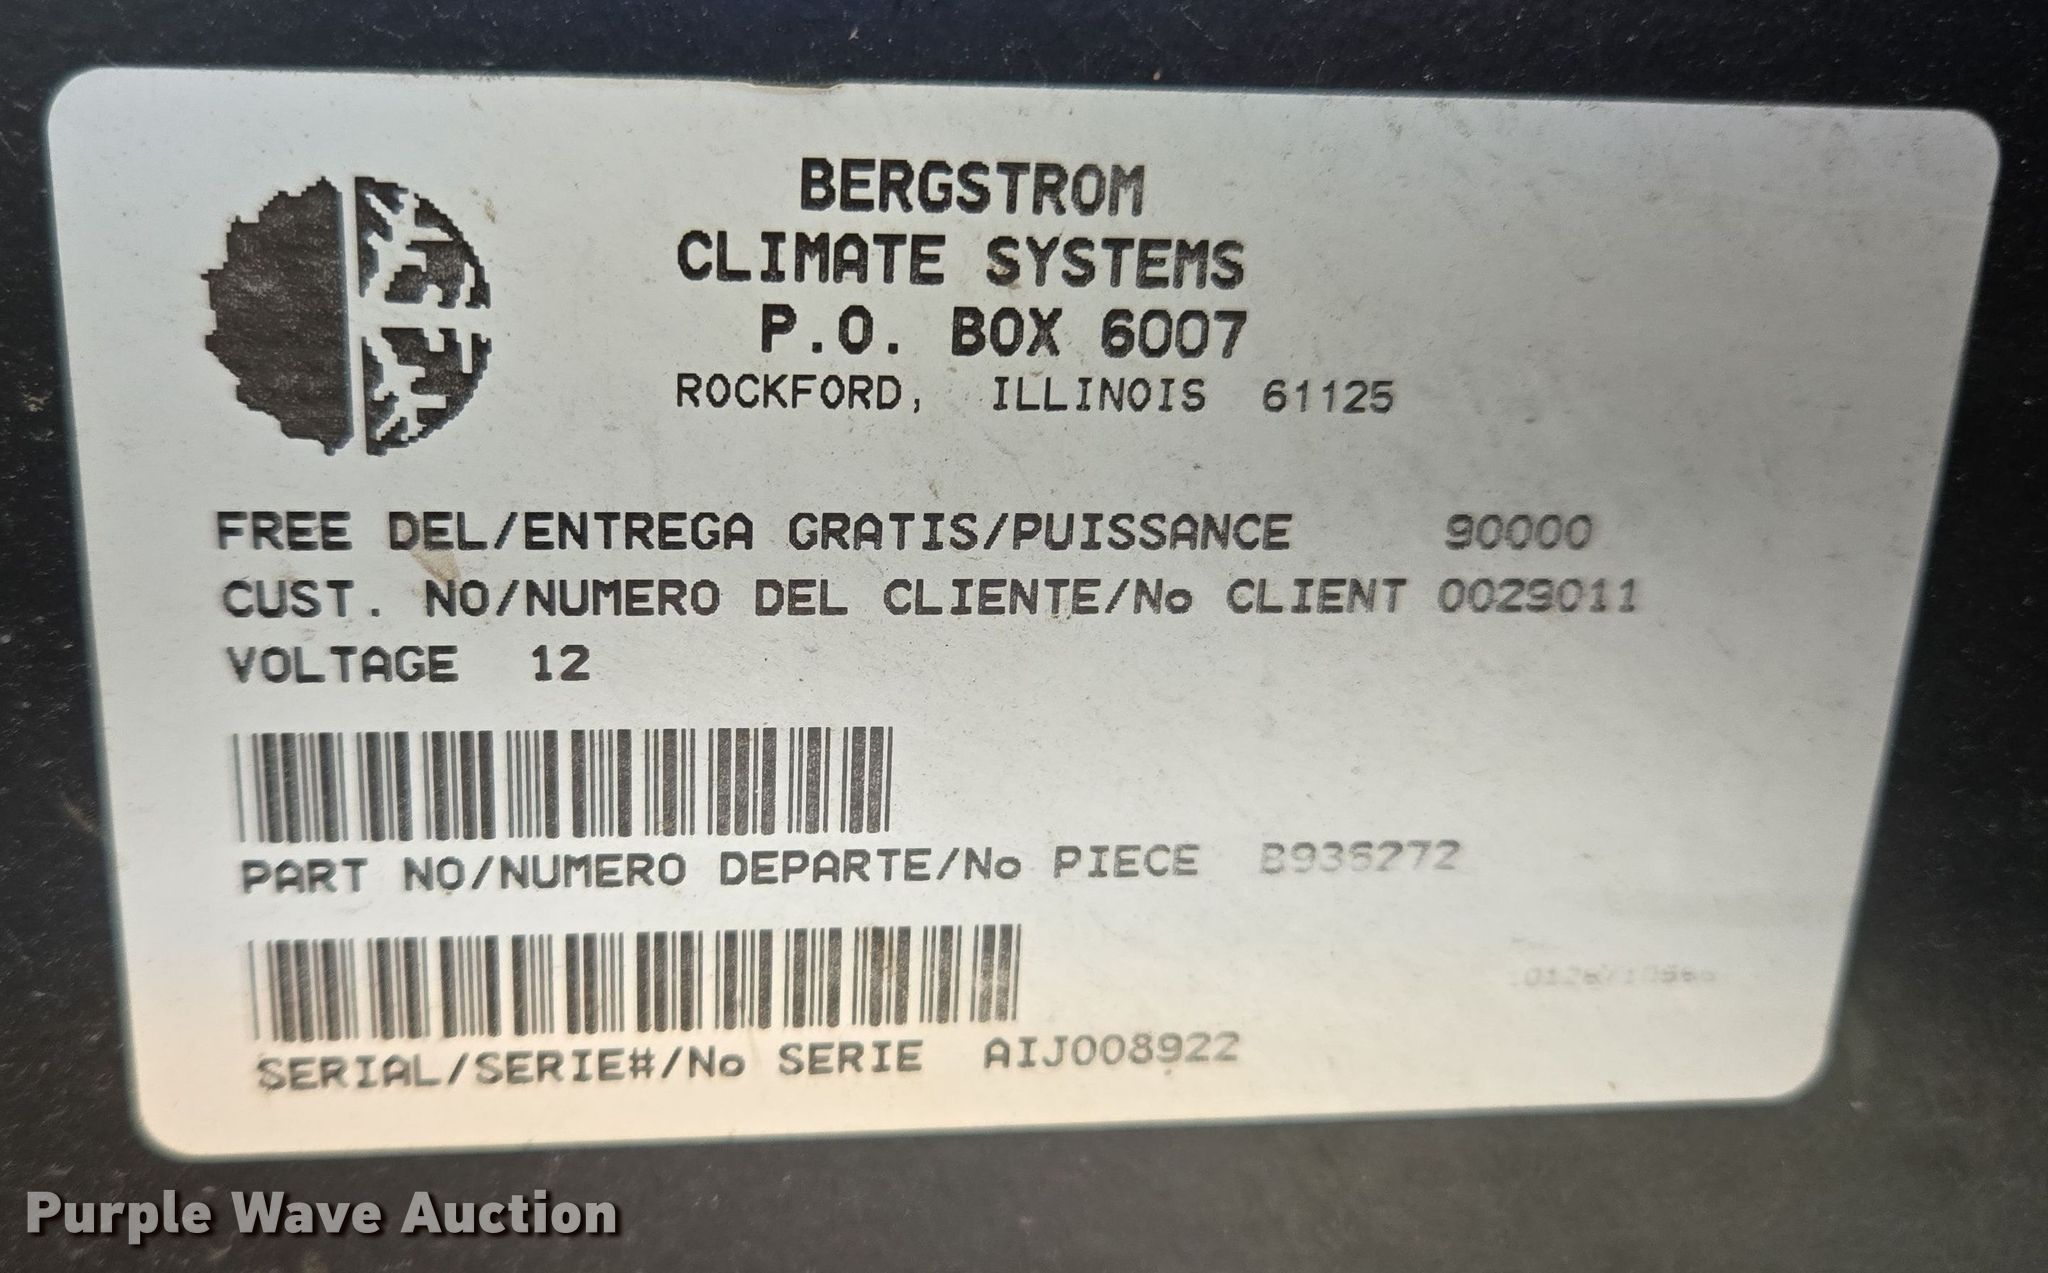 BERGSTROM
CLIMATE SYSTEMS
P.O. BOX 6007
ROCKFORD, ILLINOIS 61125
FREE DEL/ENTREGA GRATIS/PUISSANCE 90000
CUST. NO/NUMERO DEL CLIENTE/No CLIENT 0029011
VOLTAGE 12
PART NO/NUMERO DEPARTE/No PIECE B936272
SERIAL/SERIE#/No SERIE AIJ008922
Purple Wave Auction